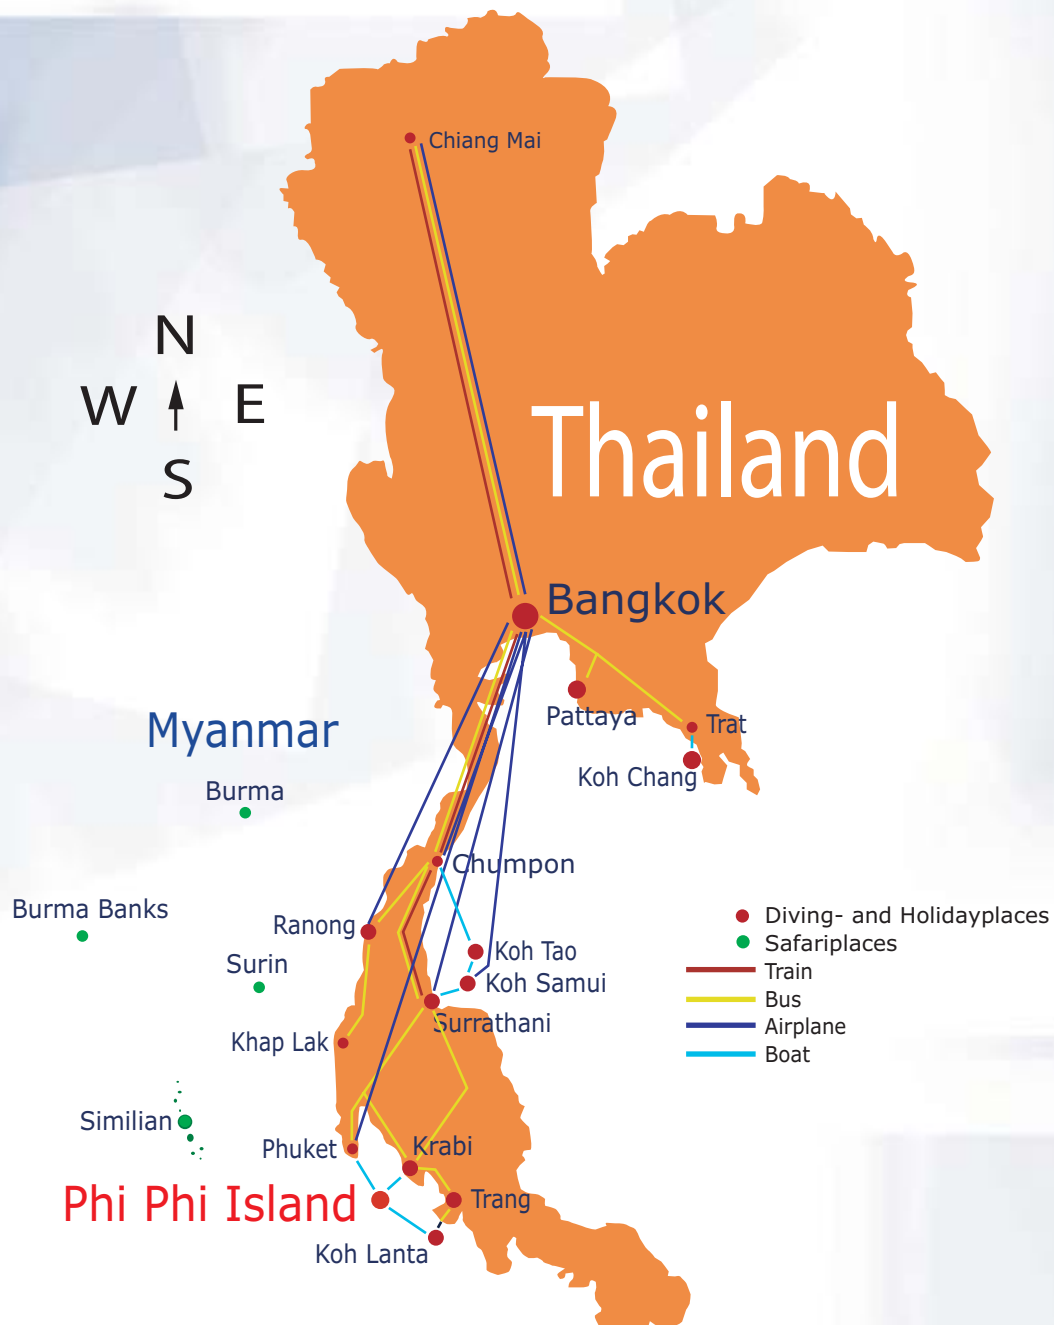 Chiang Mai
N
W
E
S
Thailand
Bangkok
Pattaya
Trat
Koh Chang
Myanmar
Burma
Chumpon
Burma Banks
Ranong
Koh Tao
Surin
Koh Samui
Surrathani
Khap Lak
Similian
Phuket
Krabi
Phi Phi Island
Trang
Koh Lanta
Diving- and Holidayplaces
Safariplaces
Train
Bus
Airplane
Boat